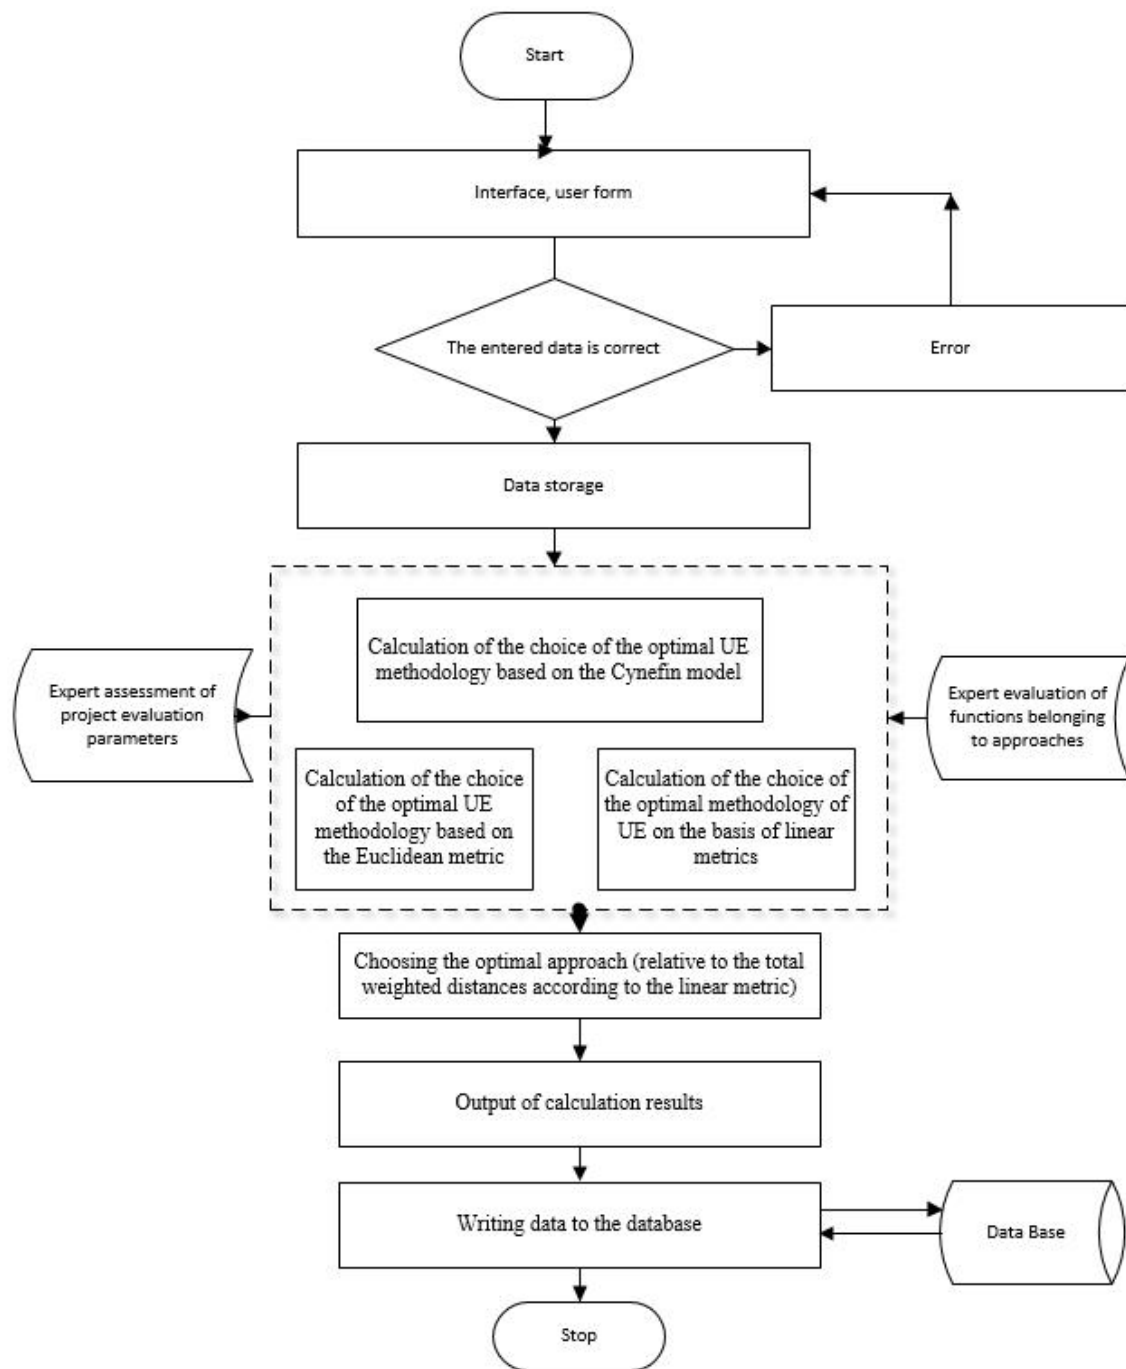 Start
Interface, user form
The entered data is correct
Error
Data storage
Calculation of the choice of the optimal UE
methodology based on the Cynefin model
Expert assessment of
project evaluation
parameters
Expert evaluation of
functions belonging
to approaches
Calculation of the choice
of the optimal UE
methodology based on
the Euclidean metric
Calculation of the choice of
the optimal methodology of
UE on the basis of linear
metrics
Choosing the optimal approach (relative to the total
weighted distances according to the linear metric)
Output of calculation results
Writing data to the database
Data Base
Stop